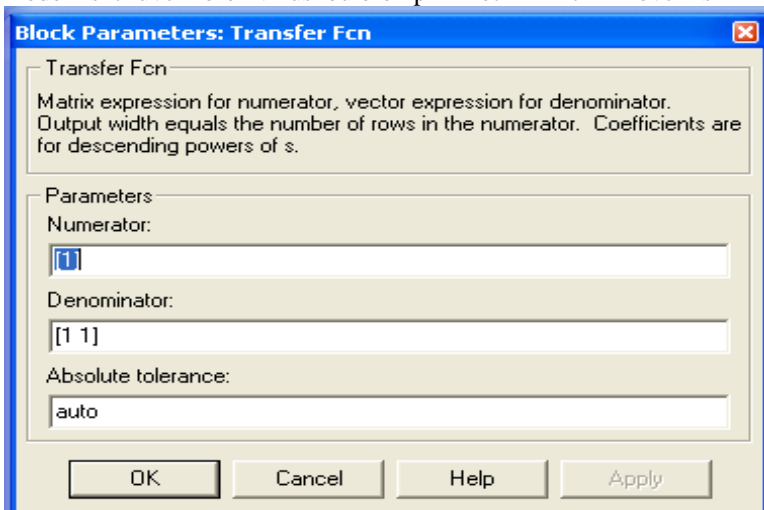 Block Parameters: Transfer Fcn
Transfer Fcn
Matrix expression for numerator, vector expression for denominator.
Output width equals the number of rows in the numerator.  Coefficients are
for descending powers of s.
Parameters
Numerator:
[1]
Denominator:
[1 1]
Absolute tolerance:
auto
OK
Cancel
Help
Apply